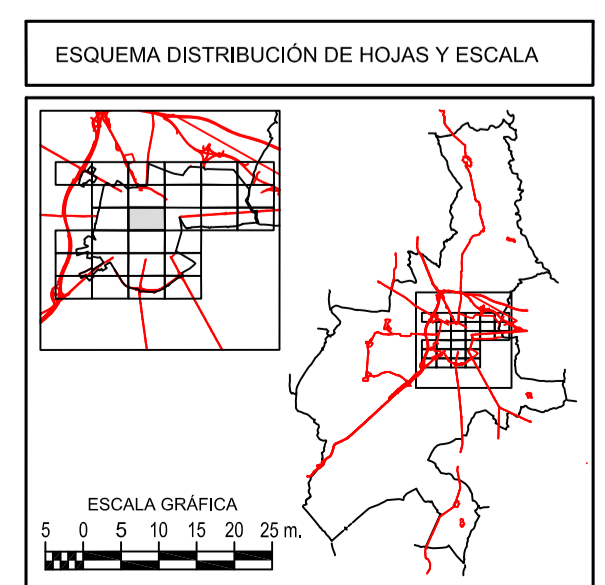 ESQUEMA DISTRIBUCIÓN DE HOJAS Y ESCALA
ESCALA GRÁFICA
5 0 5 10 15 20 25 m.